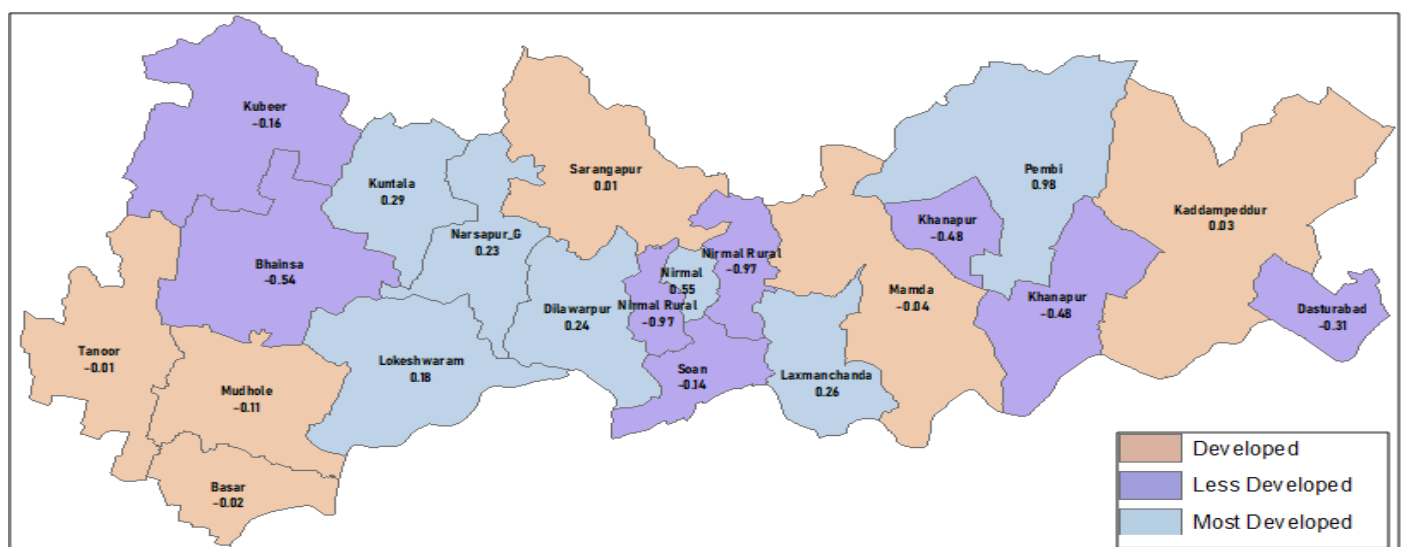 Kubeer
-0.16
Kuntala
0.29
Sarangapur
0.01
Pembi
0.98
Kaddampeddur
0.03
Narsapur_G
0.23
Khanapur
-0.48
Bhainsa
-0.54
Nirmal Rural
-0.97
Nirmal
0.55
Dilawarpur
0.24
Nirmal Rural
-0.97
Mamda
-0.04
Khanapur
-0.48
Dasturabad
-0.31
Tanoor
-0.01
Lokeshwaram
0.18
Soan
-0.14
Laxmanchanda
0.26
Mudhole
-0.11
Basar
-0.02
Developed
Less Developed
Most Developed